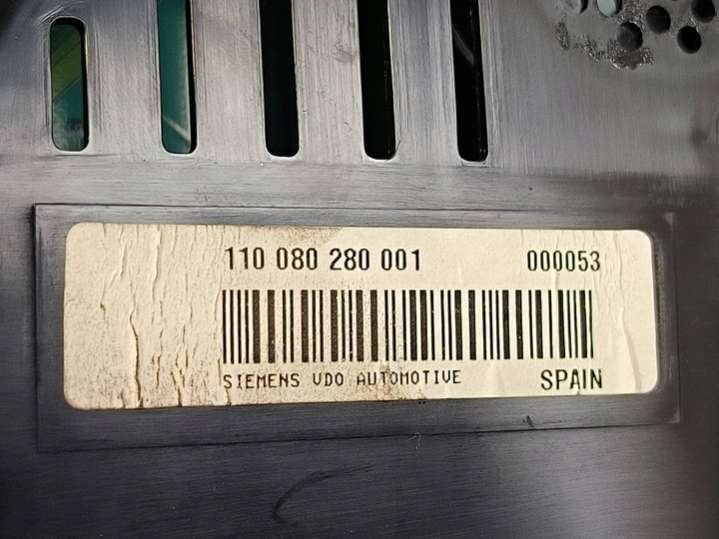 110 080 280 001 000053
SIEMENS VDO AUTOMOTIVE SPAIN